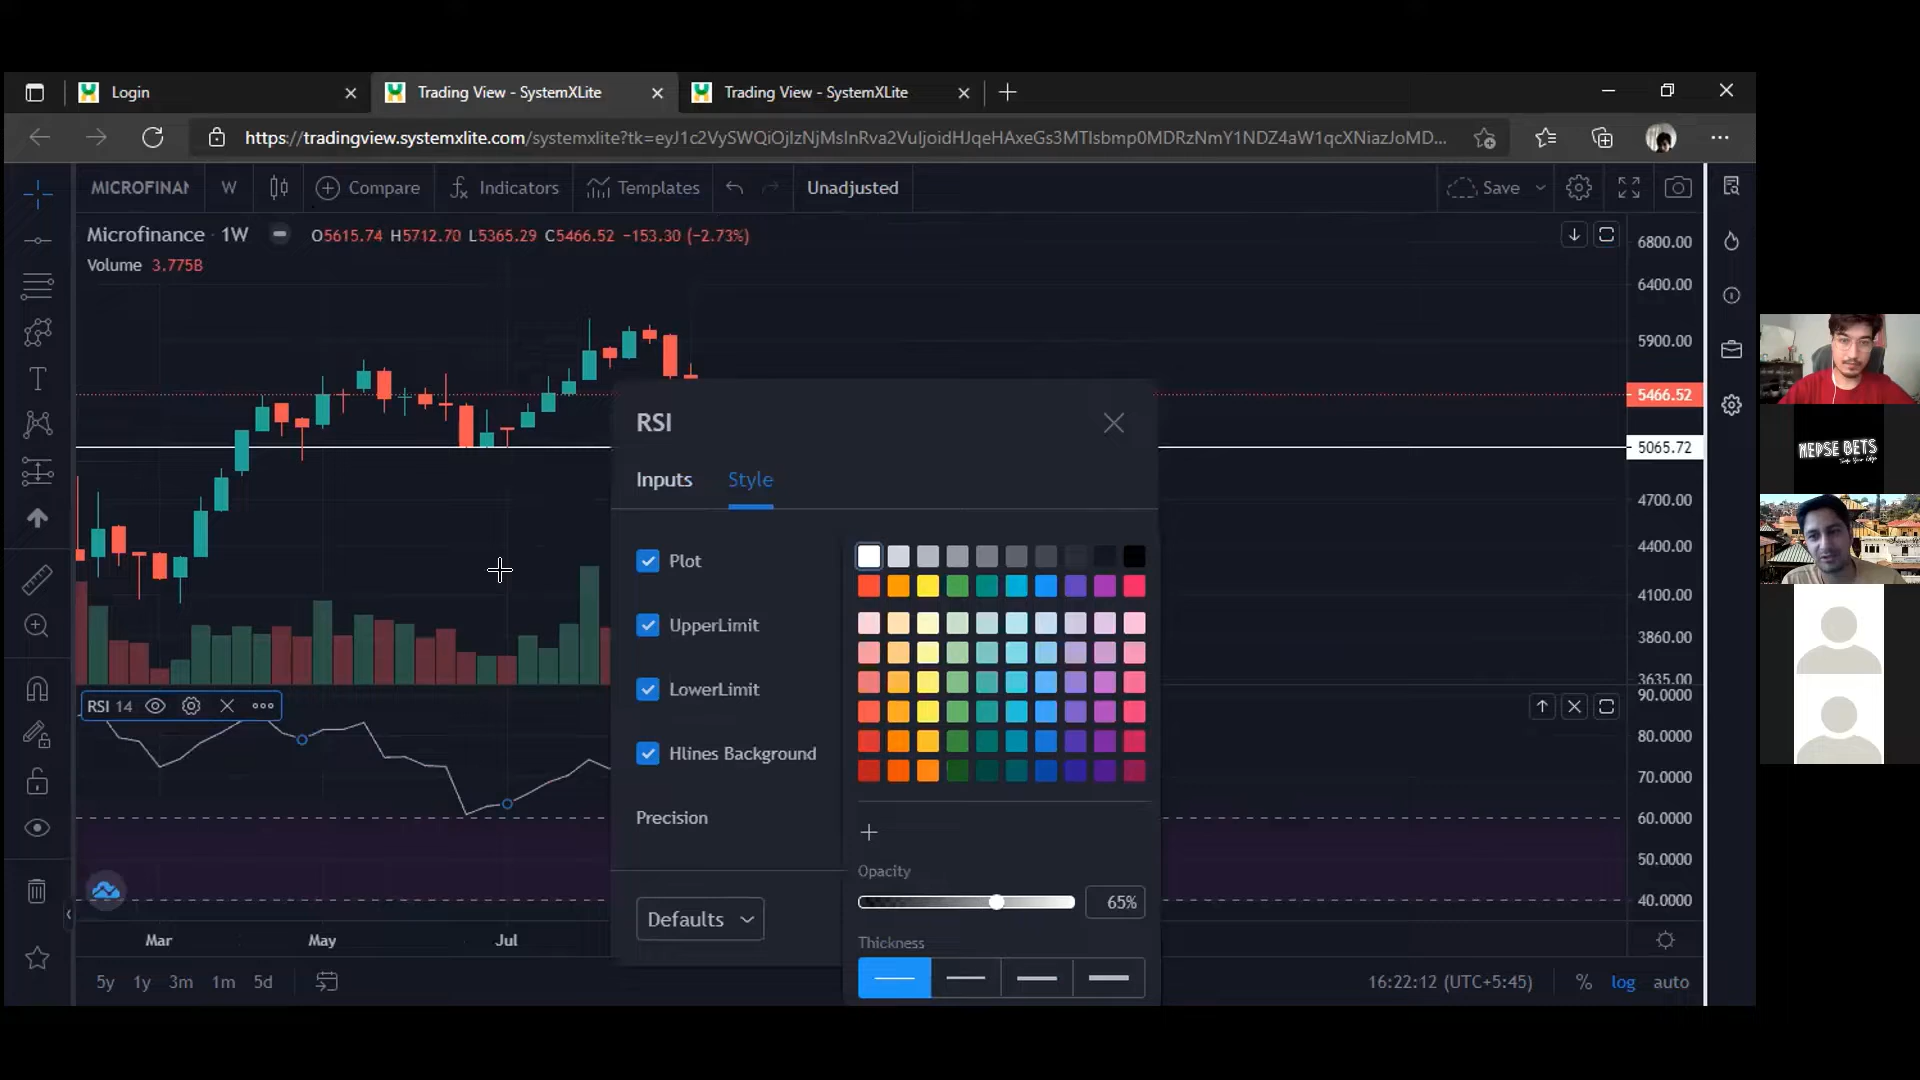 Login
Trading View - SystemXLite
Trading View - SystemXLite
https://tradingview.systemxlite.com/systemxlite?tk=
MICROFINAN
W
Compare
Indicators
Templates
Unadjusted
Save
Microfinance · 1W
O5615.74 H5712.70 L5365.29 C5466.52 −153.30 (−2.73%)
Volume 3.775B
6800.00
6400.00
5900.00
5466.52
5065.72
4700.00
4400.00
4100.00
3860.00
3635.00
RSI
Inputs
Style
Plot
UpperLimit
LowerLimit
Hlines Background
Precision
Defaults
Opacity
65%
Thickness
RSI 14
90.0000
80.0000
70.0000
60.0000
50.0000
40.0000
Mar
May
Jul
5y 1y 3m 1m 5d
16:22:12 (UTC+5:45)
%
log
auto
NEPSE BETS